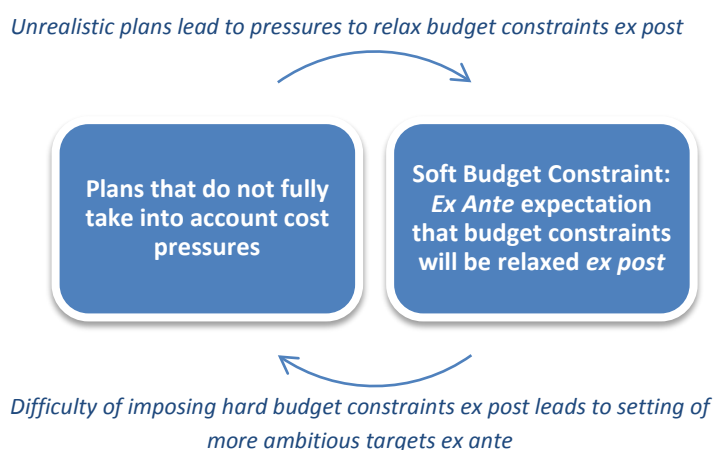 Unrealistic plans lead to pressures to relax budget constraints ex post
Plans that do not fully
take into account cost
pressures
Soft Budget Constraint:
Ex Ante expectation
that budget constraints
will be relaxed ex post
Difficulty of imposing hard budget constraints ex post leads to setting of
more ambitious targets ex ante